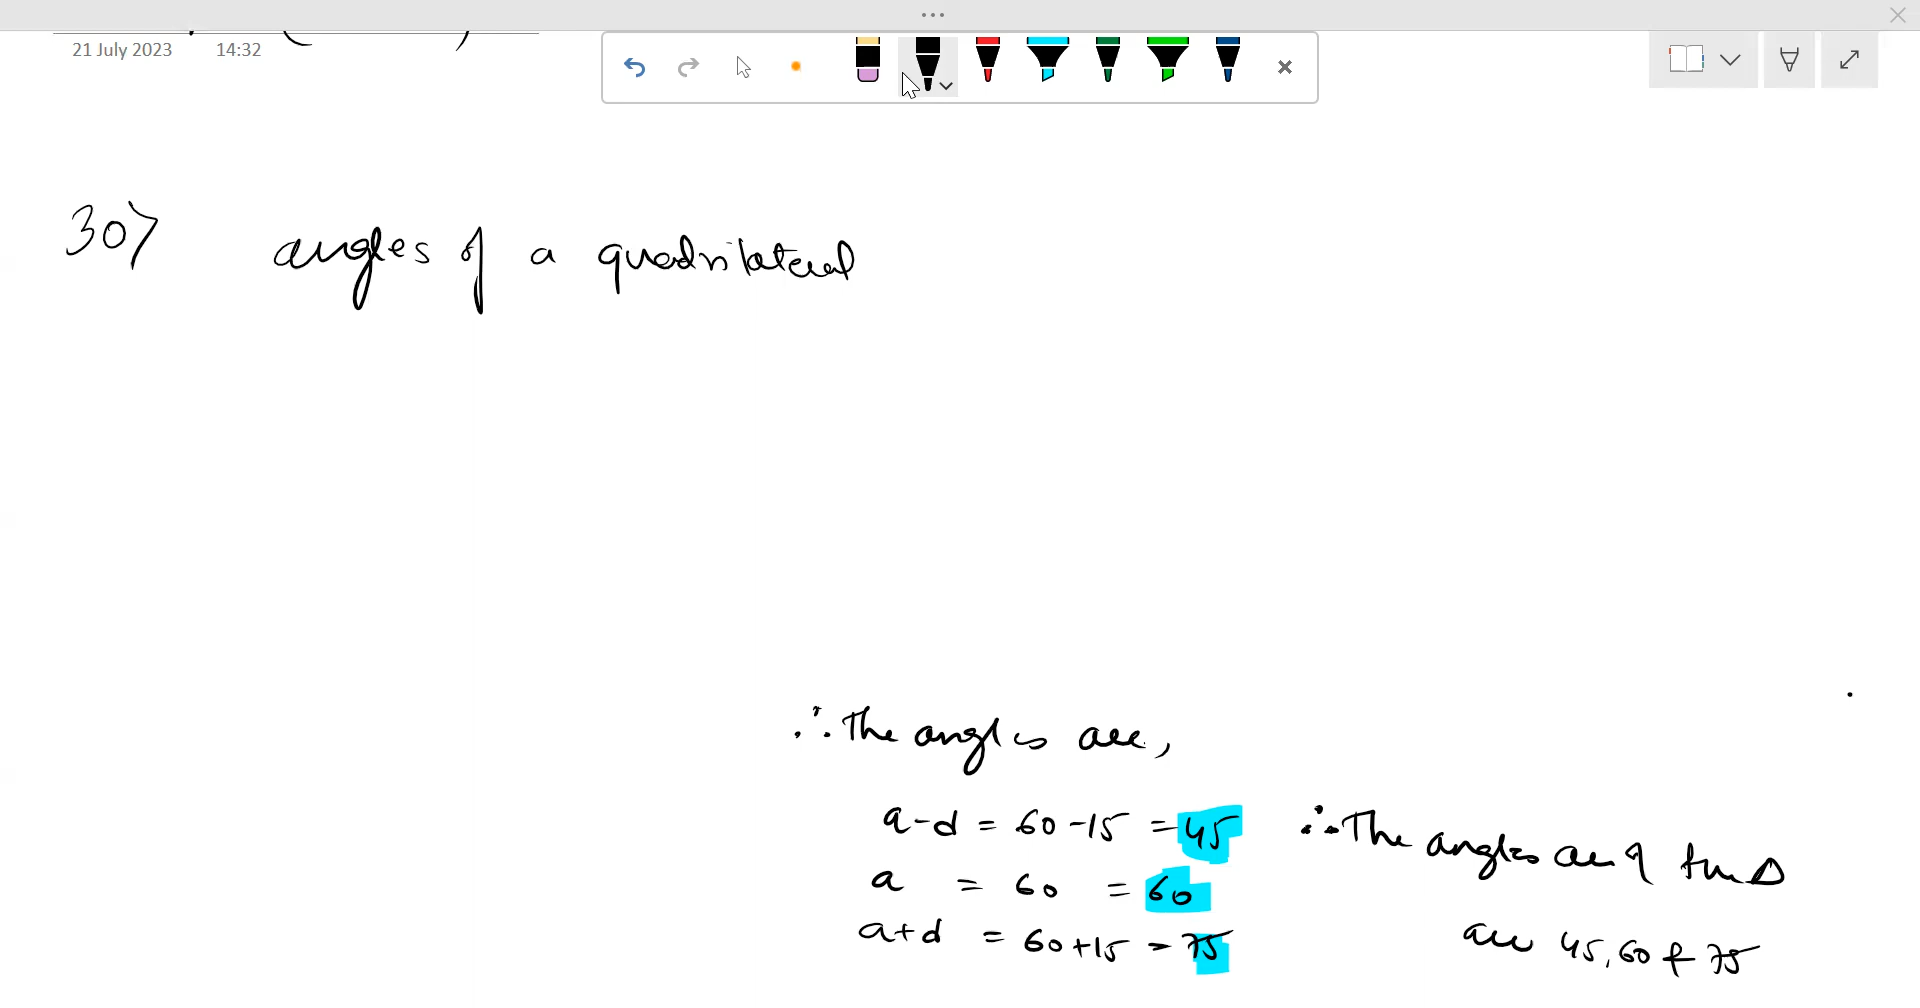 21 July 2023 14:32
30) angles of a quadrilateral
∴ The angles are,
a-d = 60-15 = 45
a = 60 = 60
a+d = 60+15 = 75
∴ The angles are of the Δ
are 45, 60 & 75